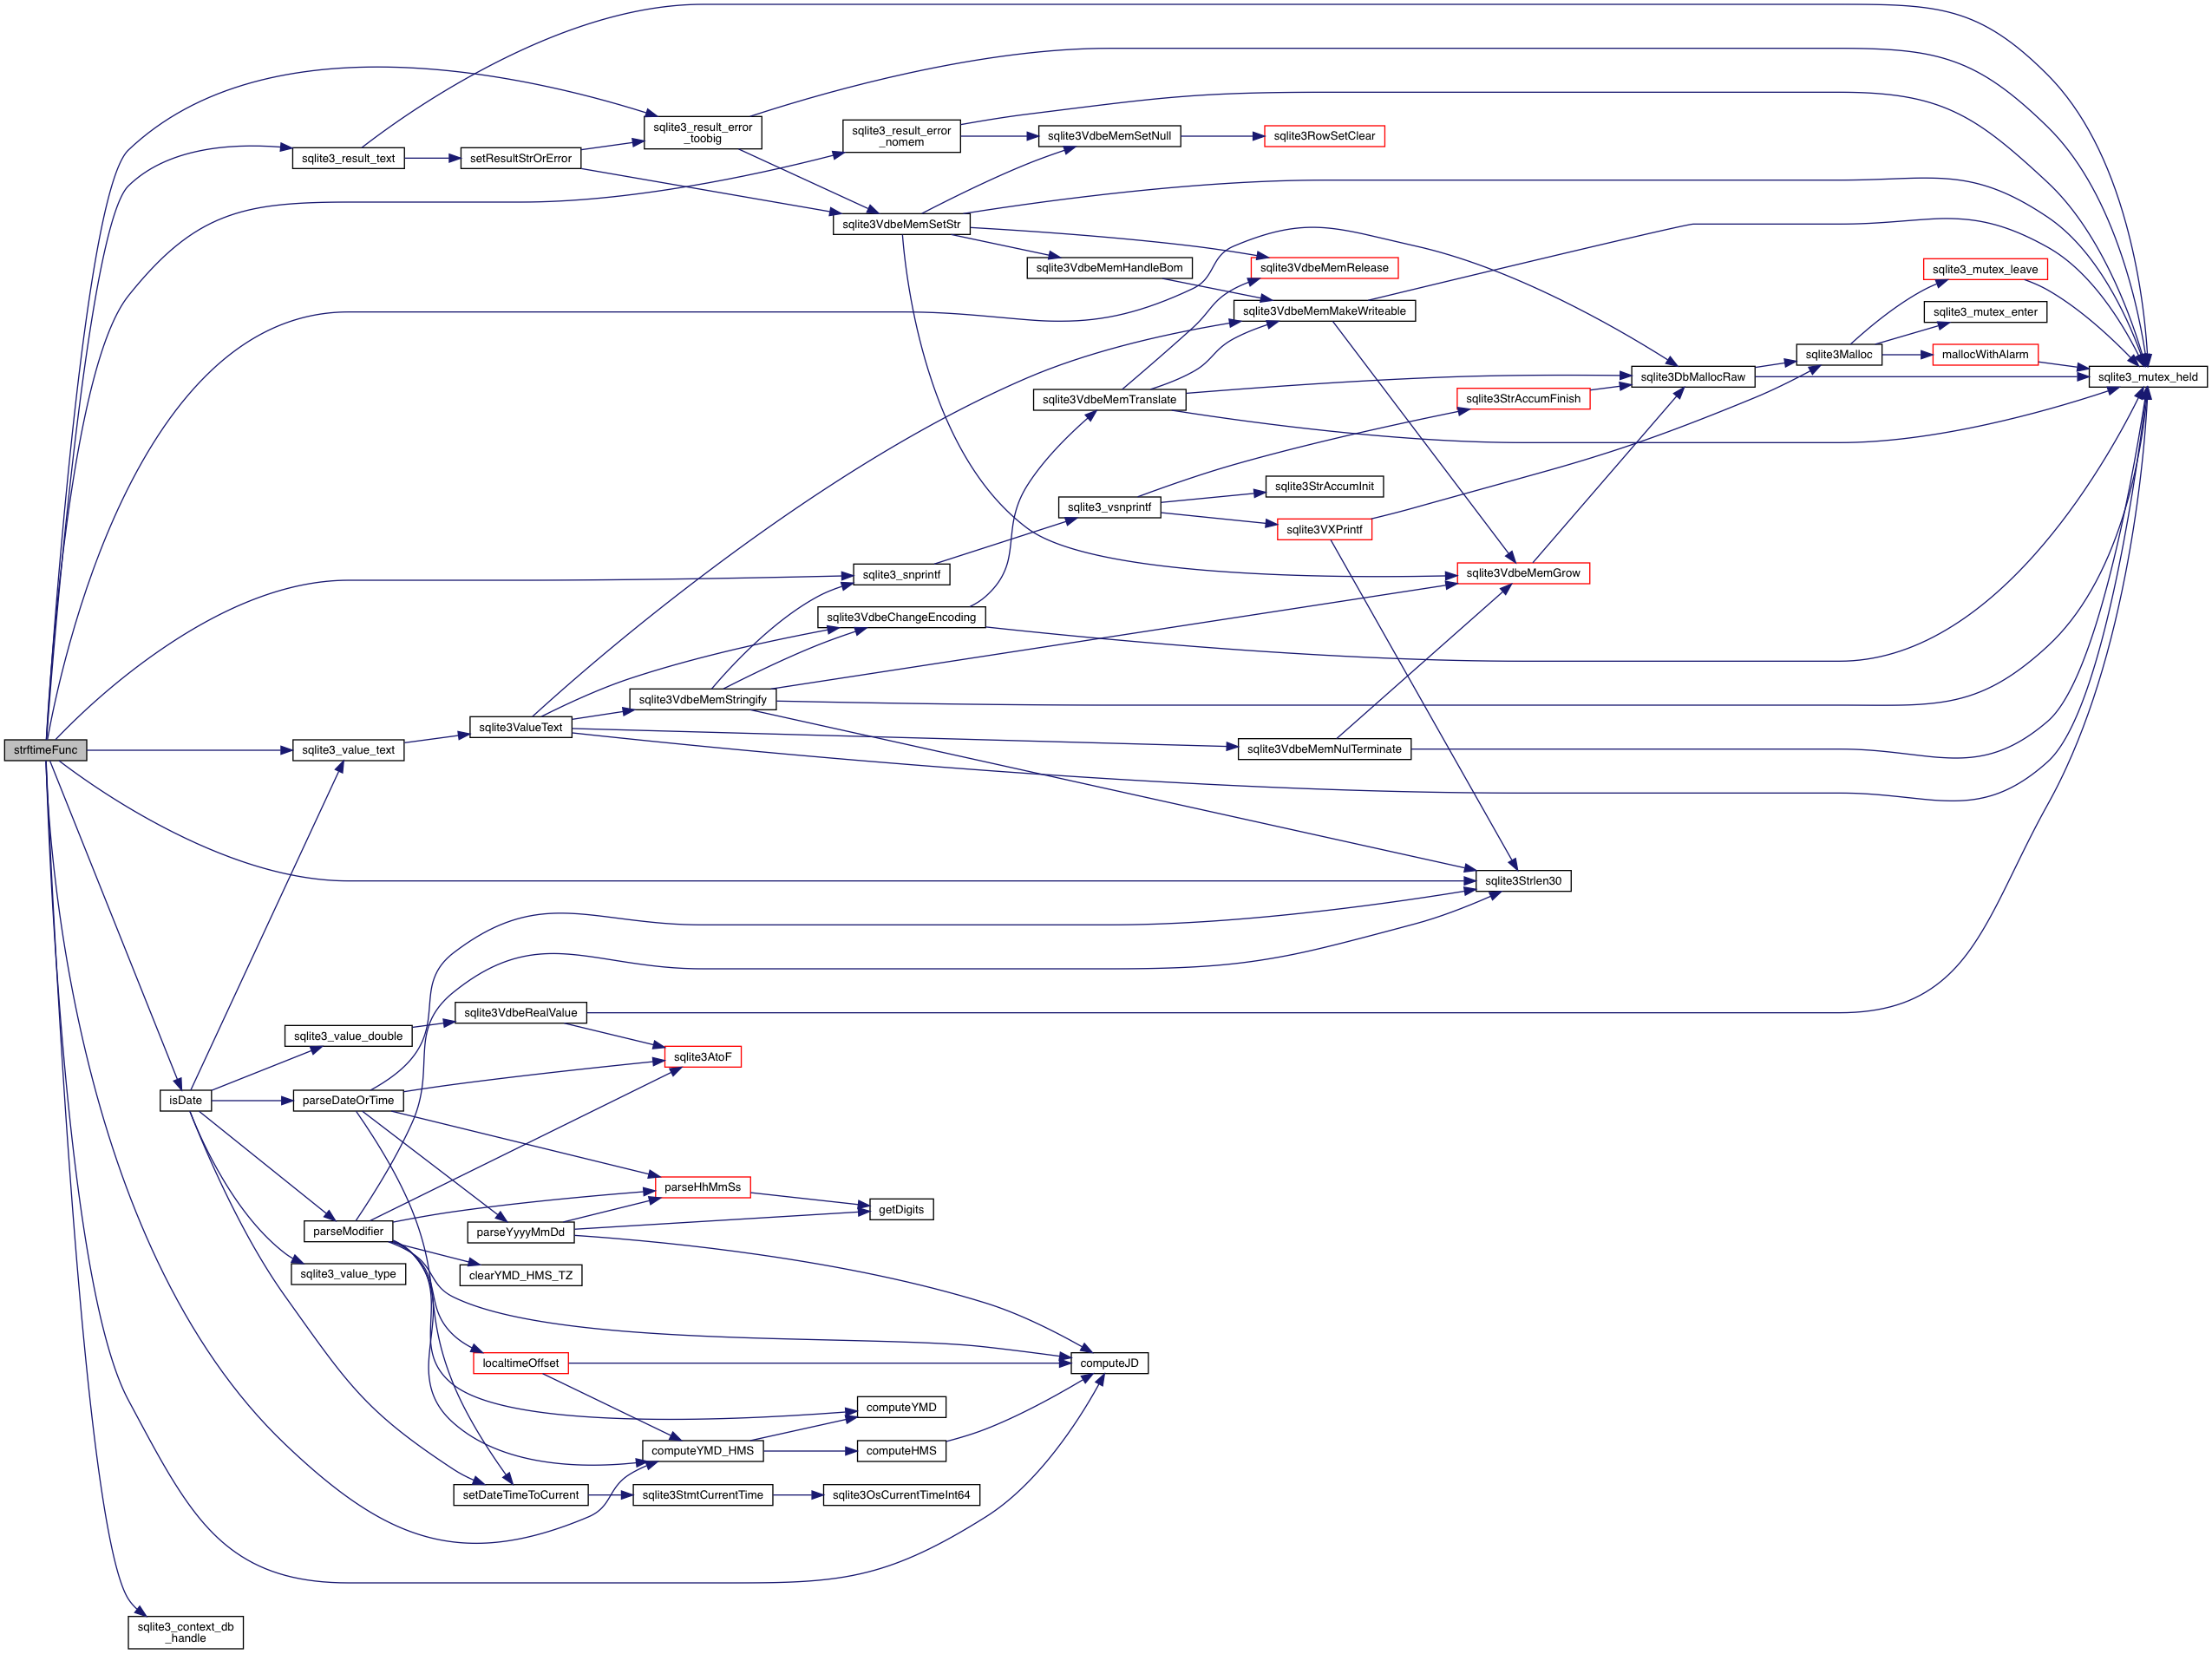 sqlite3_result_error
_toobig
sqlite3_result_error
_nomem
sqlite3VdbeMemSetNull
sqlite3RowSetClear
sqlite3_result_text
setResultStrOrError
sqlite3VdbeMemSetStr
sqlite3VdbeMemHandleBom
sqlite3VdbeMemRelease
sqlite3_mutex_leave
sqlite3VdbeMemMakeWriteable
sqlite3_mutex_enter
sqlite3Malloc
mallocWithAlarm
sqlite3DbMallocRaw
sqlite3_mutex_held
sqlite3VdbeMemTranslate
sqlite3StrAccumFinish
sqlite3StrAccumInit
sqlite3_vsnprintf
sqlite3VXPrintf
sqlite3_snprintf
sqlite3VdbeMemGrow
sqlite3VdbeChangeEncoding
sqlite3VdbeMemStringify
sqlite3ValueText
strftimeFunc
sqlite3_value_text
sqlite3VdbeMemNulTerminate
sqlite3Strlen30
sqlite3VdbeRealValue
sqlite3_value_double
sqlite3AtoF
isDate
parseDateOrTime
parseHhMmSs
getDigits
parseModifier
parseYyyyMmDd
sqlite3_value_type
clearYMD_HMS_TZ
localtimeOffset
computeJD
computeYMD
computeYMD_HMS
computeHMS
setDateTimeToCurrent
sqlite3StmtCurrentTime
sqlite3OsCurrentTimeInt64
sqlite3_context_db
_handle